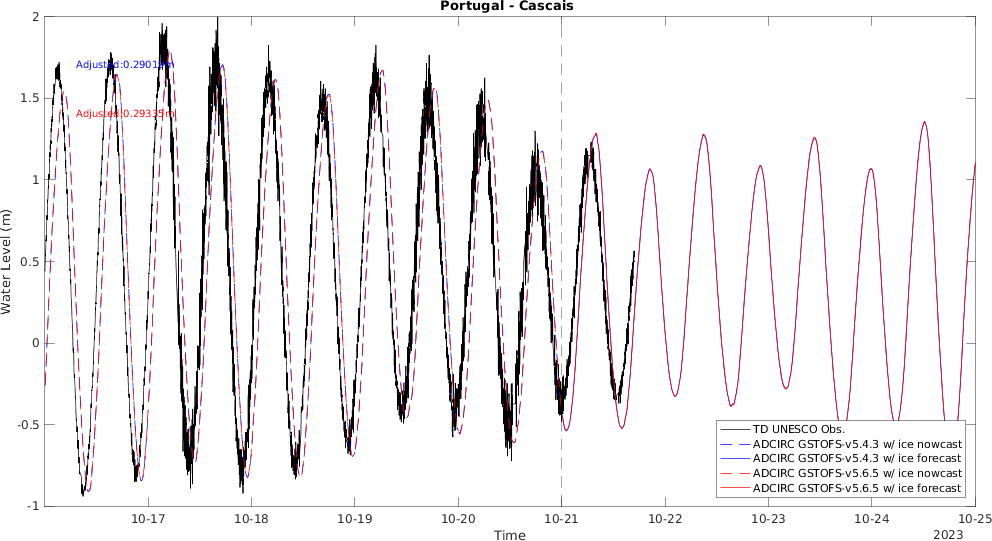 Portugal - Cascais
2
1.5
1
0.5
0
-0.5
-1
Water Level (m)
Adjusted:0.2901
Adjusted:0.29335m
TD UNESCO Obs.
ADCIRC GSTOFS-v5.4.3 w/ ice nowcast
ADCIRC GSTOFS-v5.4.3 w/ ice forecast
ADCIRC GSTOFS-v5.6.5 w/ ice nowcast
ADCIRC GSTOFS-v5.6.5 w/ ice forecast
10-17
10-18
10-19
10-20
10-21
10-22
10-23
10-24
10-25
Time
2023